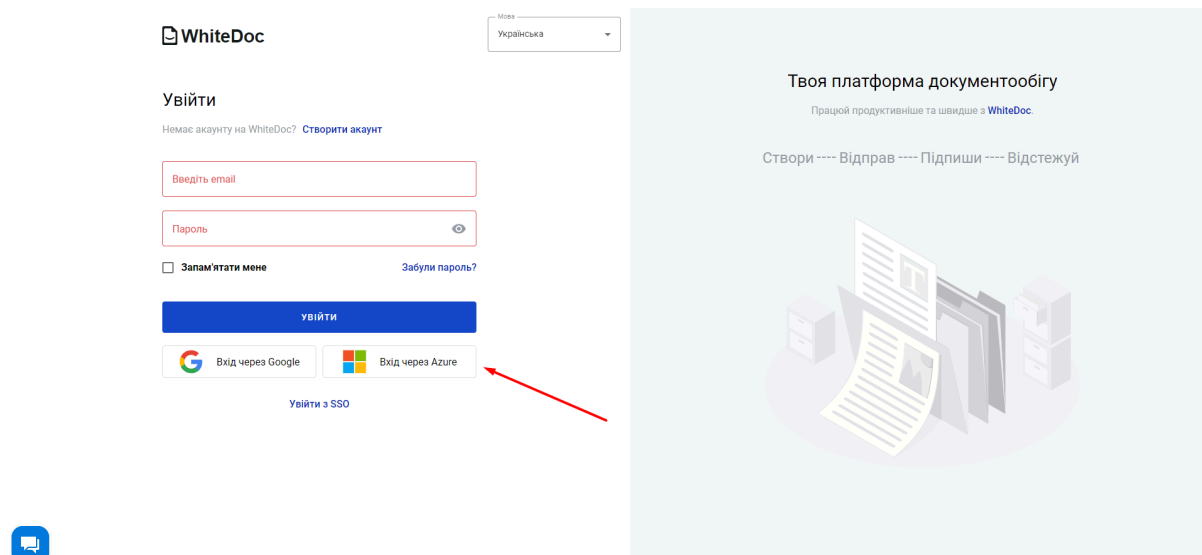 WhiteDoc
Мова
Українська
Увійти
Немає акаунту на WhiteDoc? Створити акаунт
Введіть email
Пароль
Запам'ятати мене
Забули пароль?
УВІЙТИ
Вхід через Google
Вхід через Azure
Увійти з SSO
Твоя платформа документообігу
Працюй продуктивніше та швидше з WhiteDoc.
Створи ---- Відправ ---- Підпиши ---- Відстежуй
T